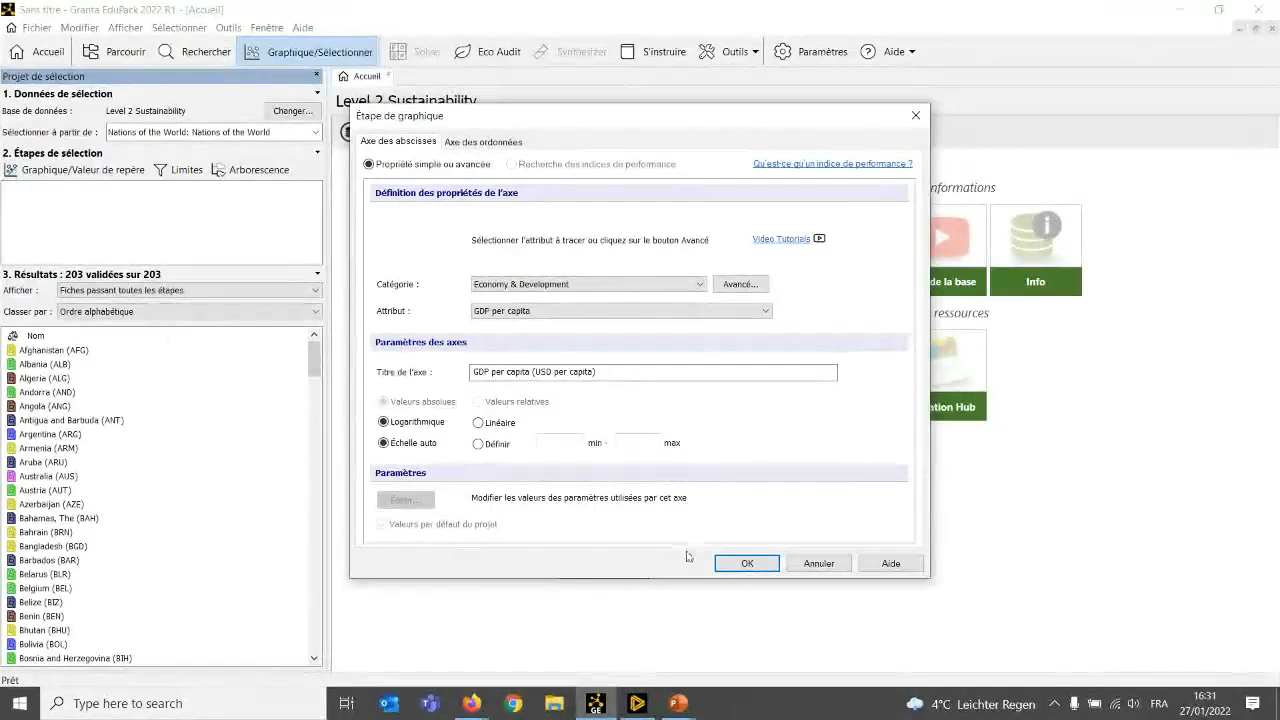 Sans titre - Granta EduPack 2022 R1 - [Accueil]
Fichier Modifier Afficher Sélectionner Outils Fenêtre Aide
Accueil Parcourir Rechercher Graphique/Sélectionner Solver Eco Audit Synthesizer S'instruire Outils Paramètres Aide
Projet de sélection
Accueil
1. Données de sélection
Level 2 Sustainability
Base de données : Level 2 Sustainability Changer...
Sélectionner à partir de : Nations of the World: Nations of the World
2. Étapes de sélection
Graphique/Valeur de repère Limites Arborescence
3. Résultats : 203 validées sur 203
Afficher : Fiches passant toutes les étapes
Classer par : Ordre alphabétique
Nom
Afghanistan (AFG)
Albania (ALB)
Algeria (ALG)
Andorra (AND)
Angola (ANG)
Antigua and Barbuda (ANT)
Argentina (ARG)
Armenia (ARM)
Aruba (ARU)
Australia (AUS)
Austria (AUT)
Azerbaijan (AZE)
Bahamas, The (BAH)
Bahrain (BRN)
Bangladesh (BGD)
Barbados (BAR)
Belarus (BLR)
Belgium (BEL)
Belize (BIZ)
Benin (BEN)
Bhutan (BHU)
Bolivia (BOL)
Bosnia and Herzegovina (BIH)
Prêt
Étape de graphique
Axe des abscisses Axe des ordonnées
Propriété simple ou avancée Recherche des indices de performance Qu'est-ce qu'un indice de performance ?
Définition des propriétés de l'axe
Sélectionner l'attribut à tracer ou cliquez sur le bouton Avancé Video Tutorials
Catégorie : Economy & Development Avancé...
Attribut : GDP per capita
Paramètres des axes
Titre de l'axe : GDP per capita (USD per capita)
Valeurs absolues Valeurs relatives
Logarithmique Linéaire
Échelle auto Définir min - max
Paramètres
Modifier les valeurs des paramètres utilisées par cet axe
Valeurs par défaut du projet
OK Annuler Aide
nformations
de la base Info
ressources
ation Hub
Type here to search
GE
4°C Leichter Regen FRA
16:31
27/01/2022